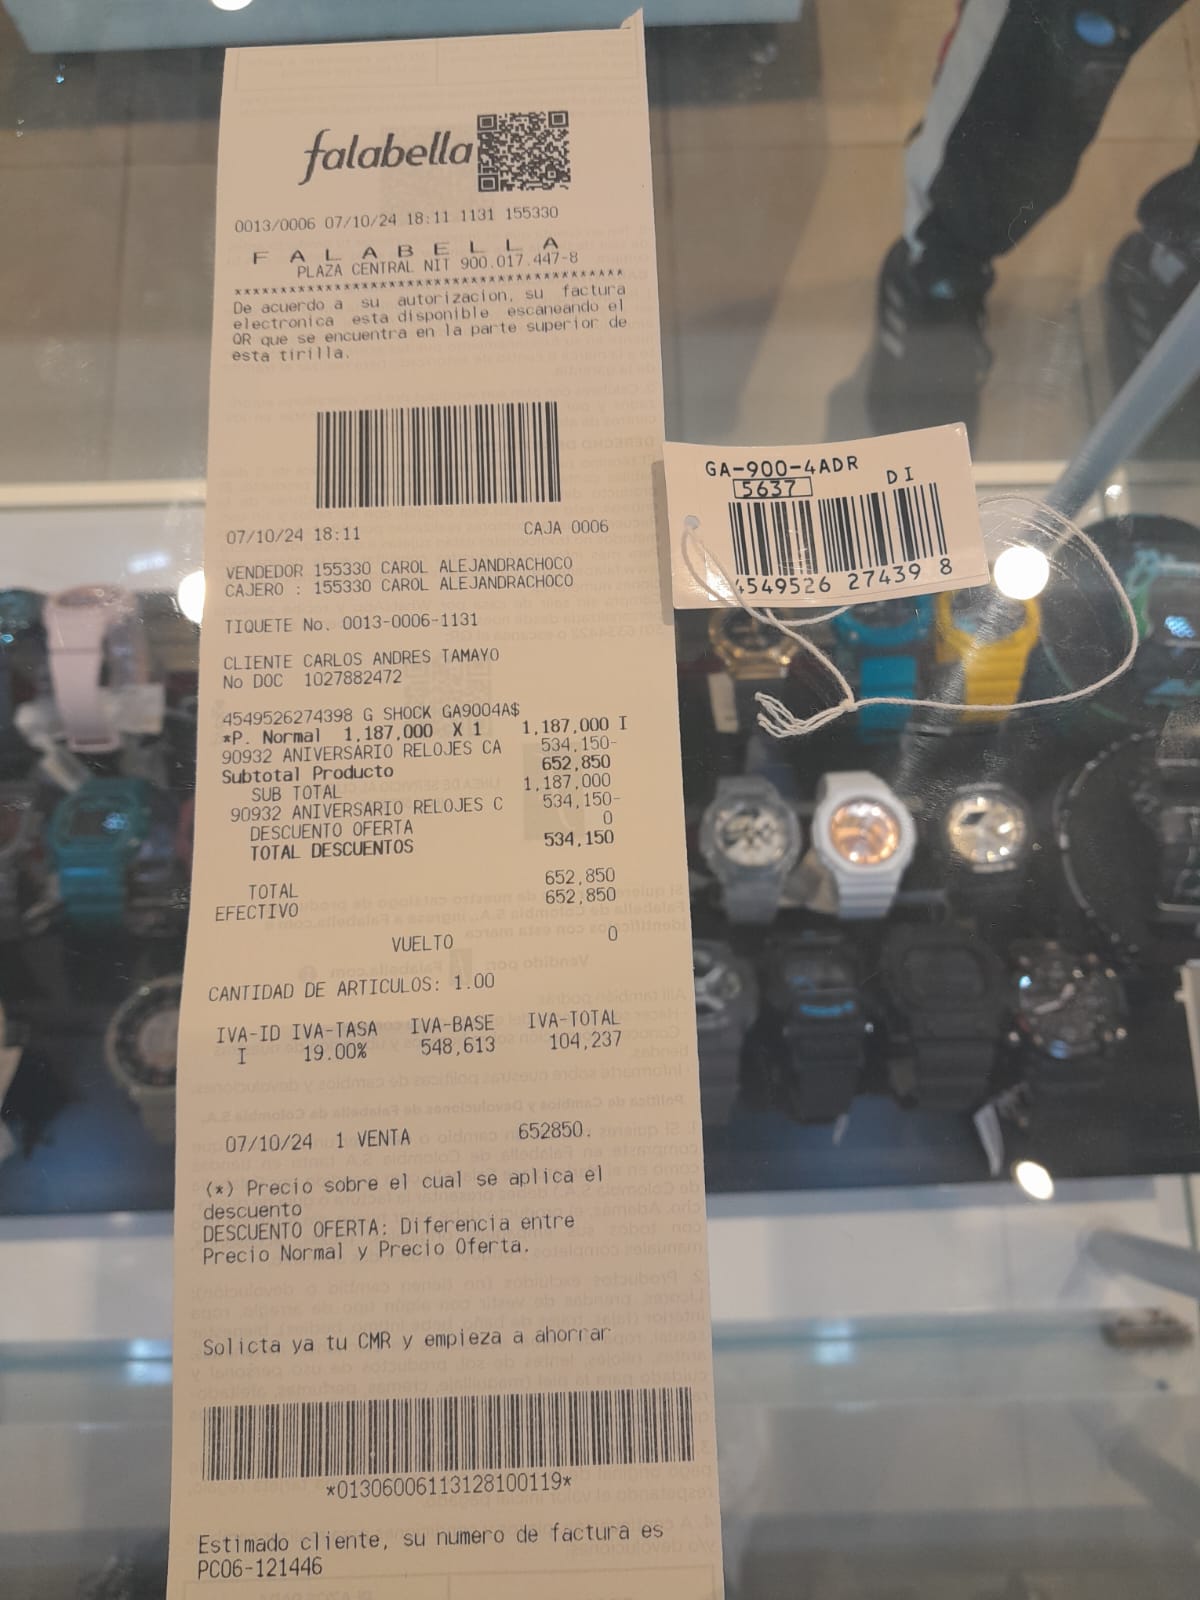 falabella
0013/0006 07/10/24 18:11 1131 155330
F A L A B E L L A
PLAZA CENTRAL NIT 900.017.447-8
********************************************
De acuerdo a su autorizacion, su factura
electronica esta disponible escaneando el
QR que se encuentra en la parte superior de
esta tirilla.
07/10/24 18:11 CAJA 0006
VENDEDOR 155330 CAROL ALEJANDRACHOCO
CAJERO : 155330 CAROL ALEJANDRACHOCO
TIQUETE No. 0013-0006-1131
CLIENTE CARLOS ANDRES TAMAYO
No DOC 1027882472
4549526274398 G SHOCK GA9004A$
*P. Normal 1,187,000 X 1 1,187,000 I
90932 ANIVERSARIO RELOJES CA 534,150-
Subtotal Producto 652,850
SUB TOTAL 1,187,000
90932 ANIVERSARIO RELOJES C 534,150-
DESCUENTO OFERTA 0
TOTAL DESCUENTOS 534,150
TOTAL 652,850
EFECTIVO 652,850
VUELTO 0
CANTIDAD DE ARTICULOS: 1.00
IVA-ID IVA-TASA IVA-BASE IVA-TOTAL
I 19.00% 548,613 104,237
07/10/24 1 VENTA 652850.
(*) Precio sobre el cual se aplica el
descuento
DESCUENTO OFERTA: Diferencia entre
Precio Normal y Precio Oferta.
Solicta ya tu CMR y empieza a ahorrar
*01306006113128100119*
Estimado cliente, su numero de factura es
PC06-121446
GA-900-4ADR
5637 DI
4549526 27439 8